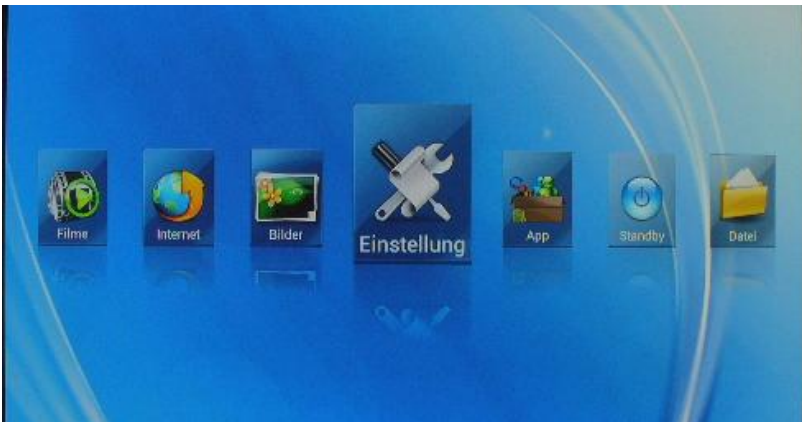 Filme
Internet
Bilder
Einstellung
App
Standby
Datei